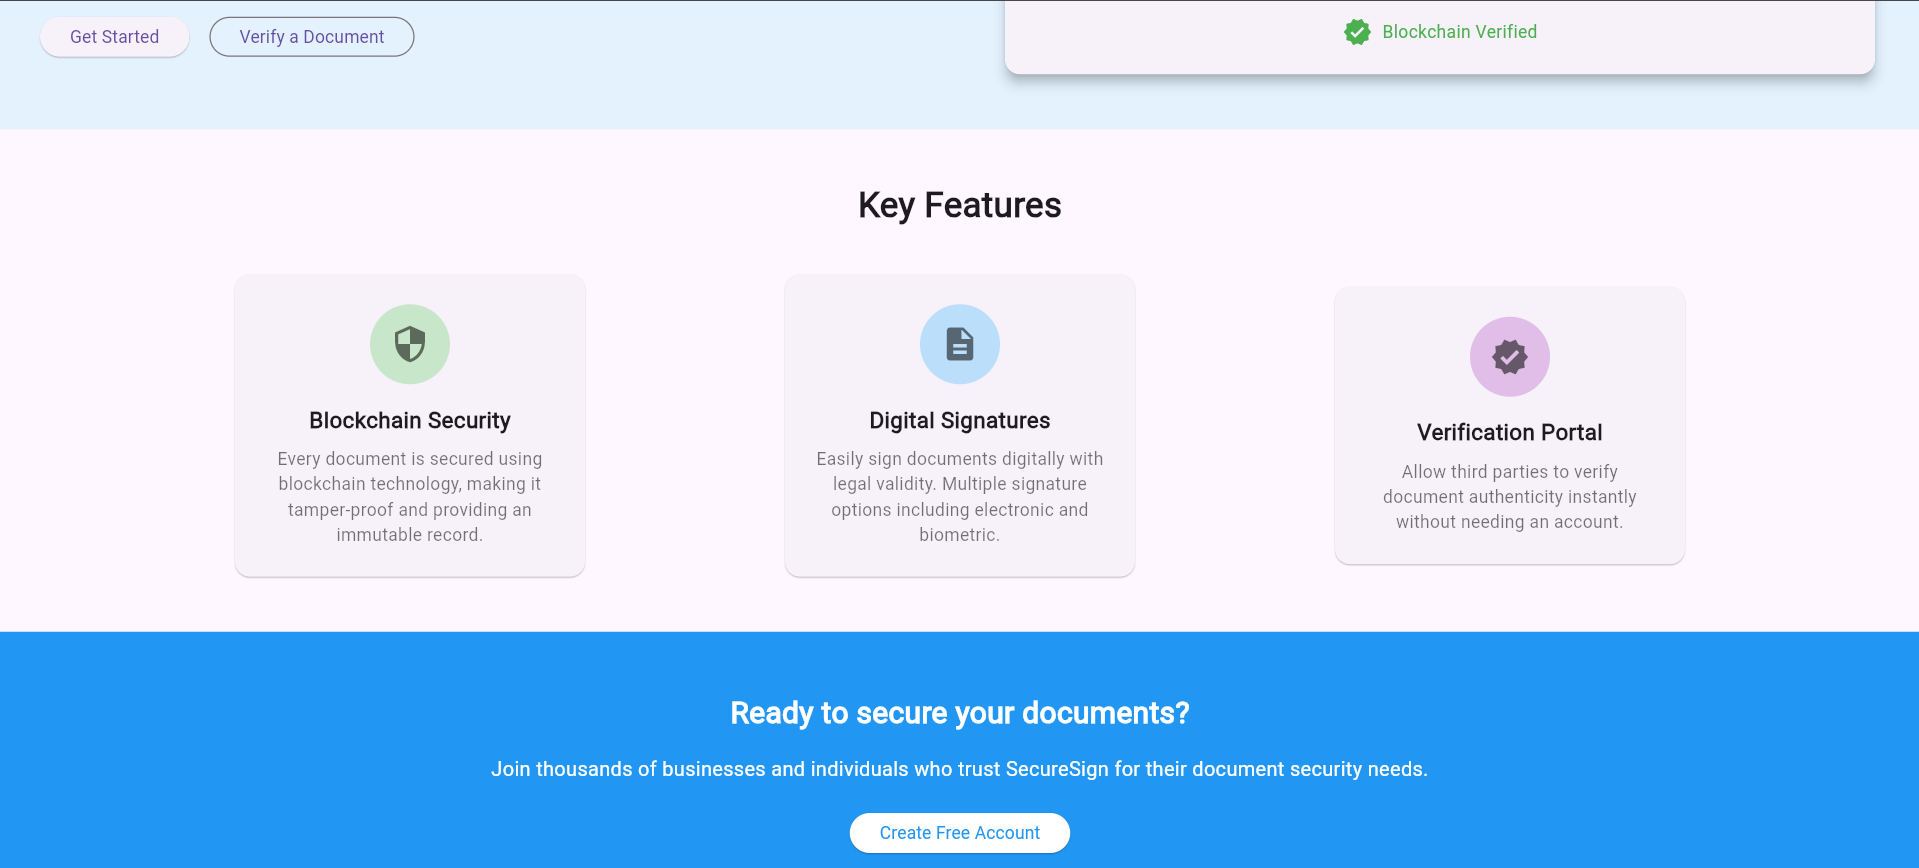 Get Started
Verify a Document
Blockchain Verified
Key Features
Blockchain Security
Every document is secured using
blockchain technology, making it
tamper-proof and providing an
immutable record.
Digital Signatures
Easily sign documents digitally with
legal validity. Multiple signature
options including electronic and
biometric.
Verification Portal
Allow third parties to verify
document authenticity instantly
without needing an account.
Ready to secure your documents?
Join thousands of businesses and individuals who trust SecureSign for their document security needs.
Create Free Account